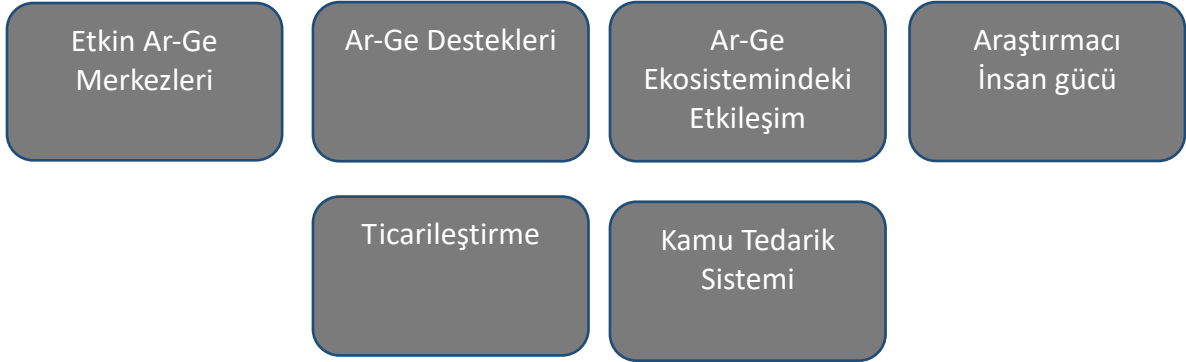 Etkin Ar-Ge
Merkezleri
Ar-Ge Destekleri
Ar-Ge
Ekosistemindeki
Etkileşim
Araştırmacı
İnsan gücü
Ticarileştirme
Kamu Tedarik
Sistemi